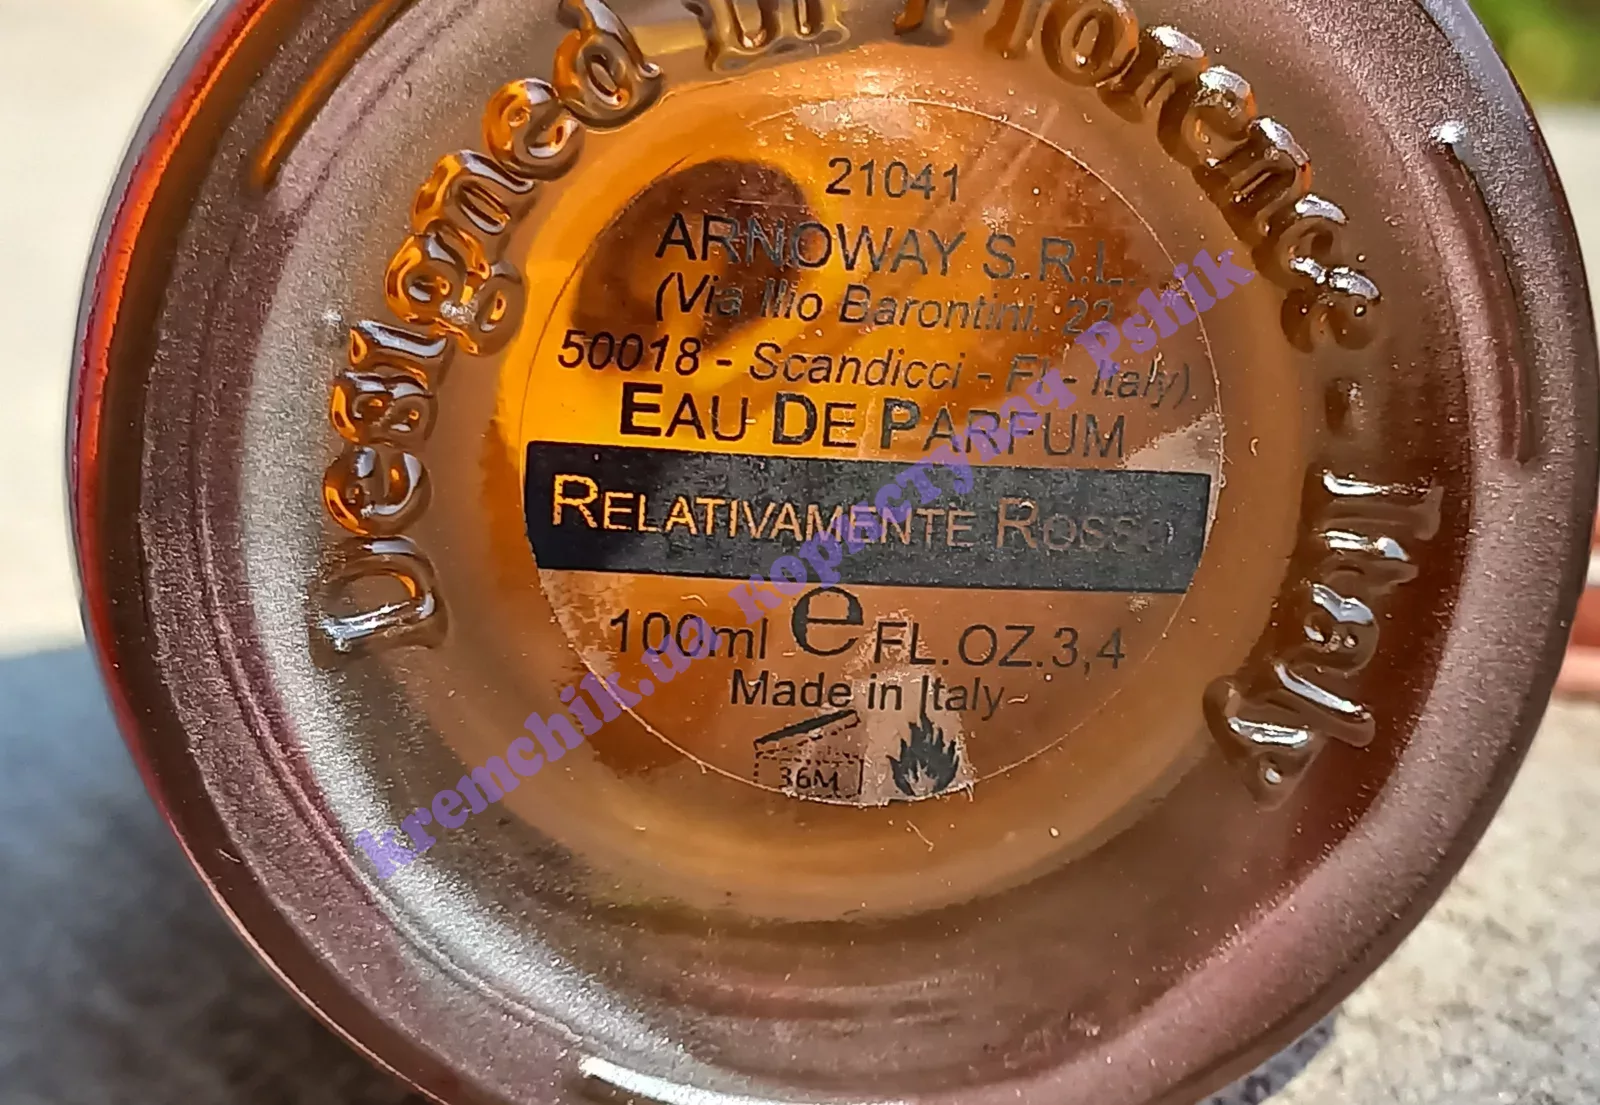 Designed In Florence - Italy
21041
ARNOWAY S.R.L.
(Via Ilio Barontini, 22
50018 - Scandicci - FI - Italy)
EAU DE PARFUM
RELATIVAMENTE ROSSO
100ml e FL.OZ.3,4
Made in Italy
36M
kremchik.ua користувач Pshik